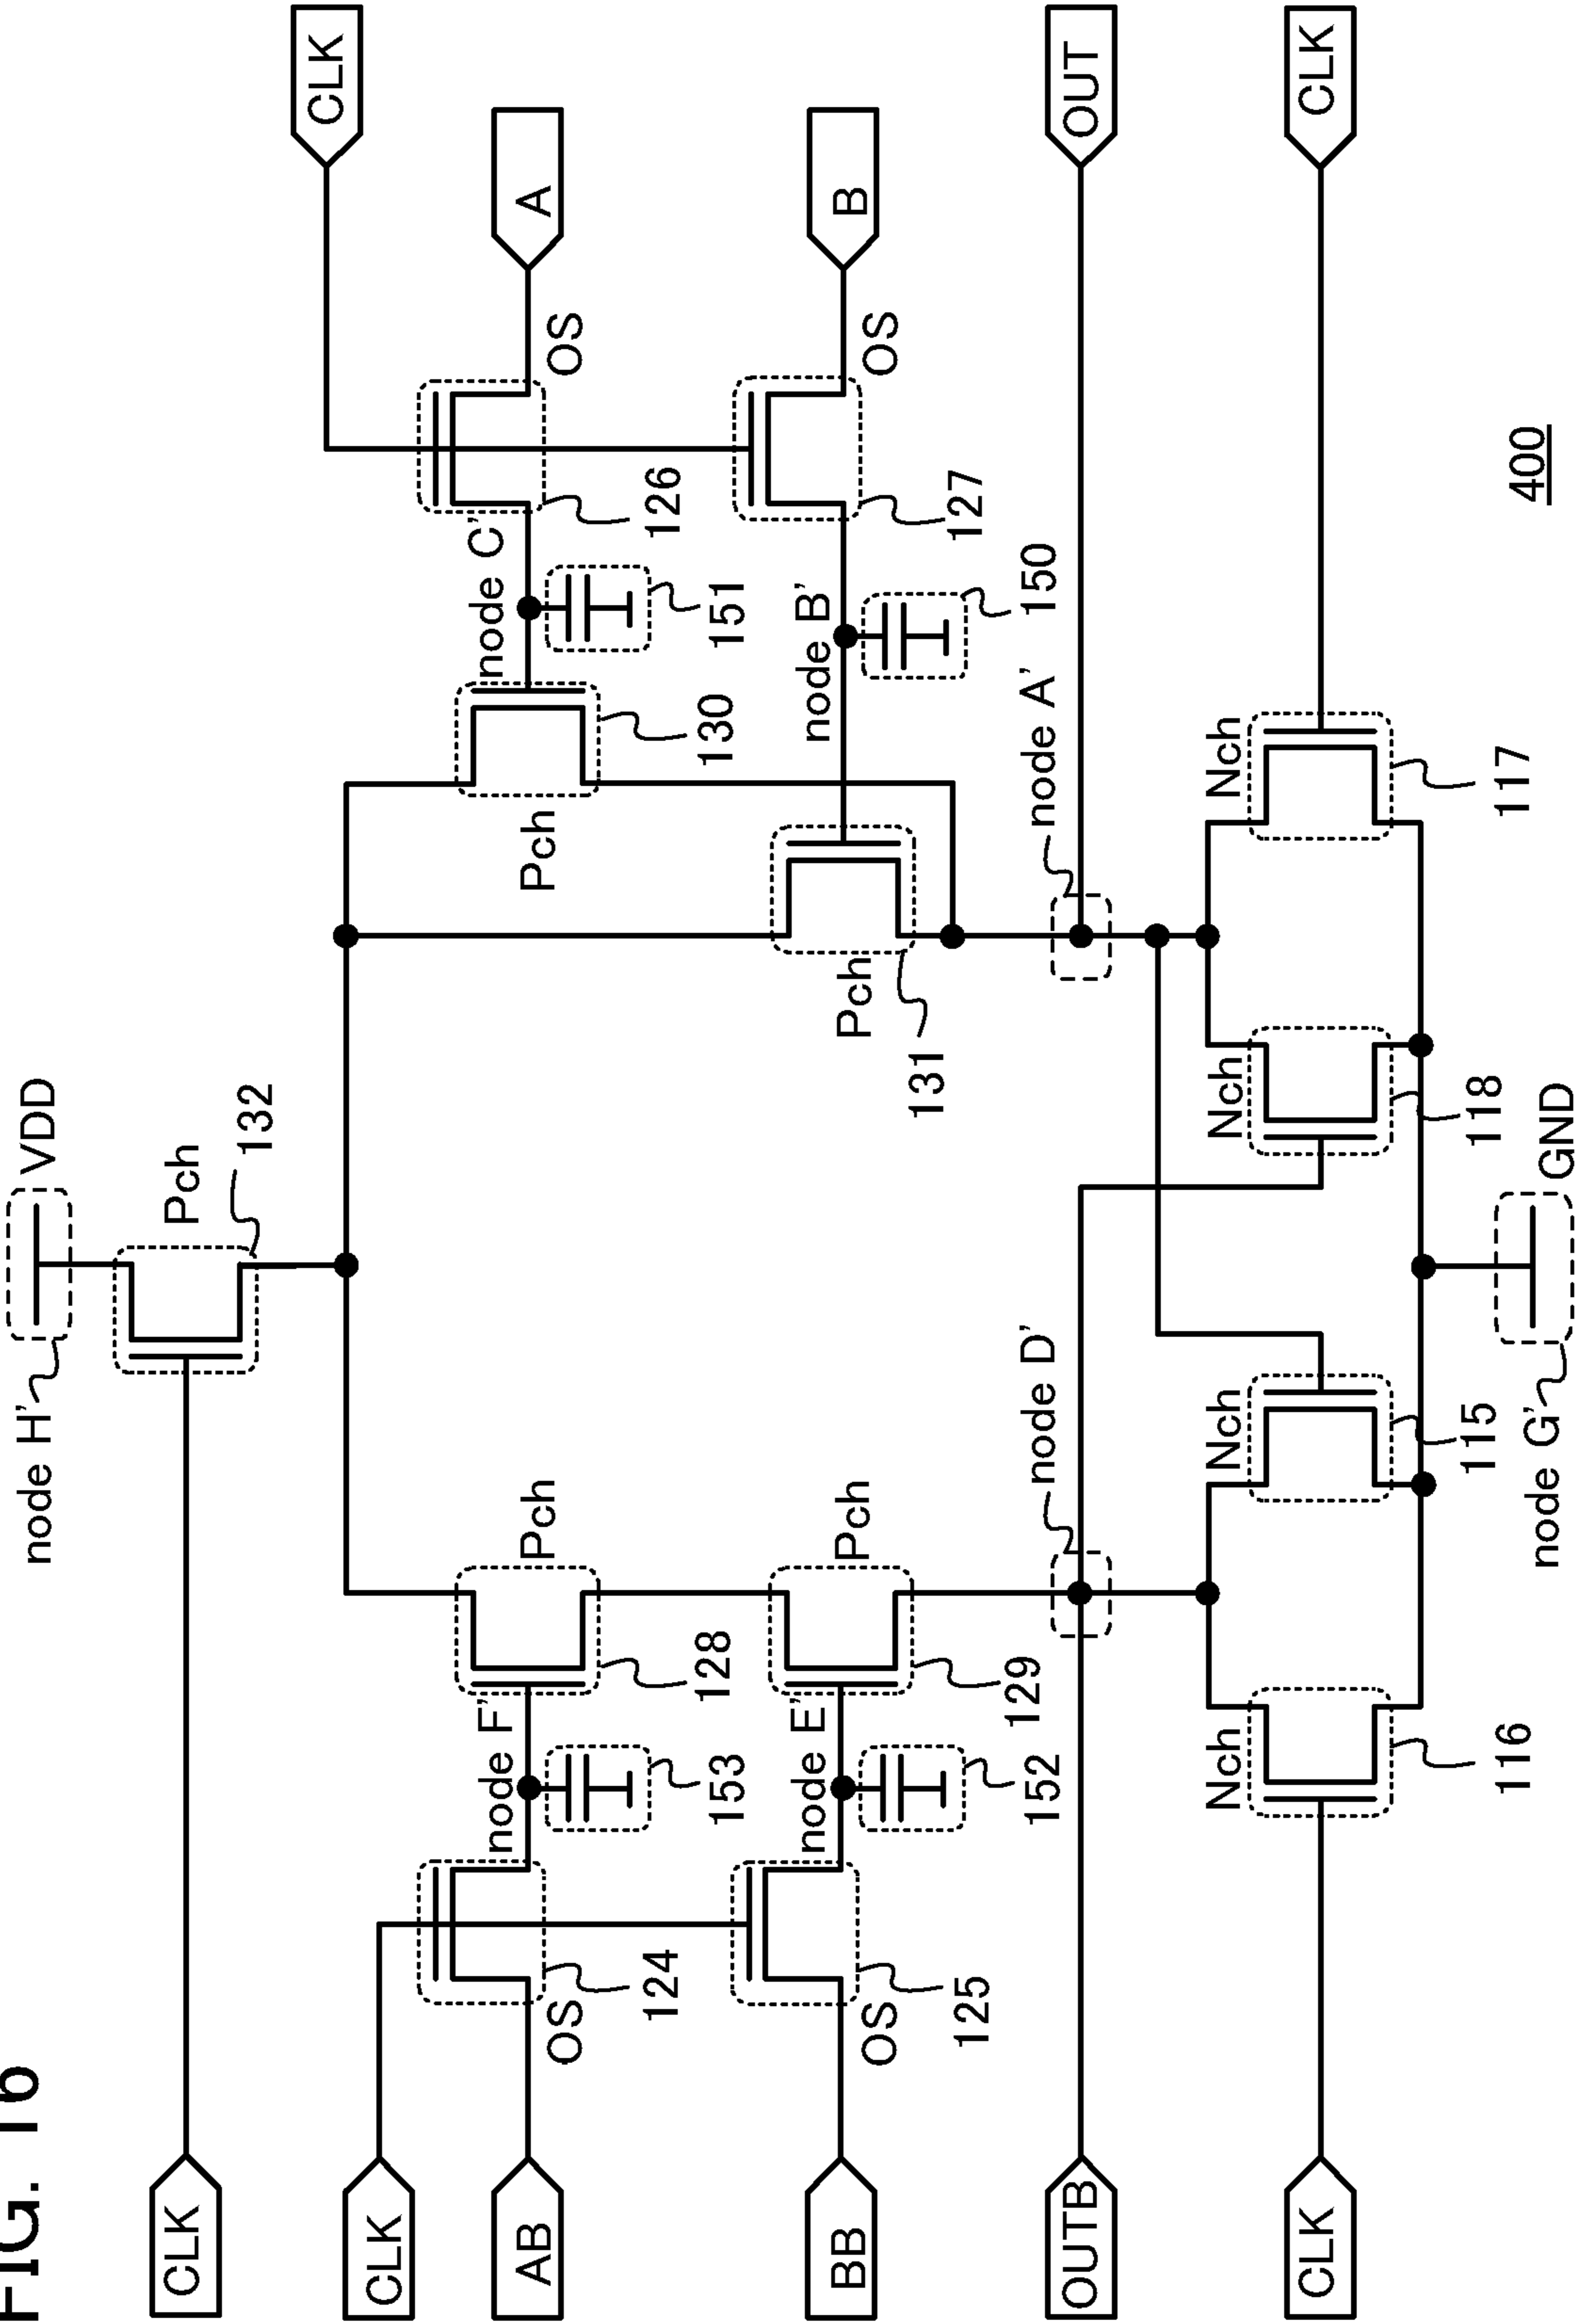 FIG. 16
node H'
VDD
Pch
132
CLK
CLK
CLK
AB
OS
124
node F'
153
128
Pch
Pch
130
node C'
151
126
OS
A
BB
OS
125
node E'
152
129
Pch
Pch
131
node B'
150
127
OS
B
OUTB
node D'
node A'
OUT
CLK
Nch
116
Nch
115
Nch
118
Nch
117
CLK
node G'
GND
400